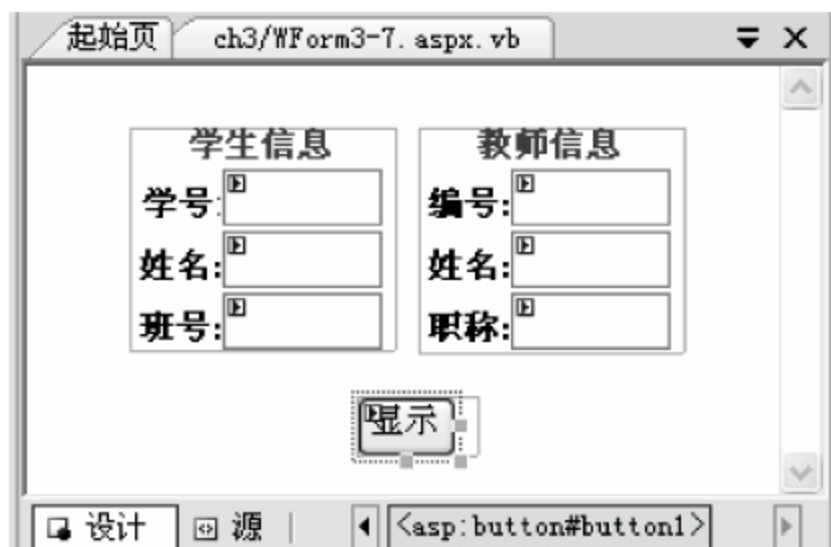 起始页 ch3/WForm3-7.aspx.vb
学生信息 教师信息
学号: 编号:
姓名: 姓名:
班号: 职称:
显示
设计 源 <asp:button#button1>